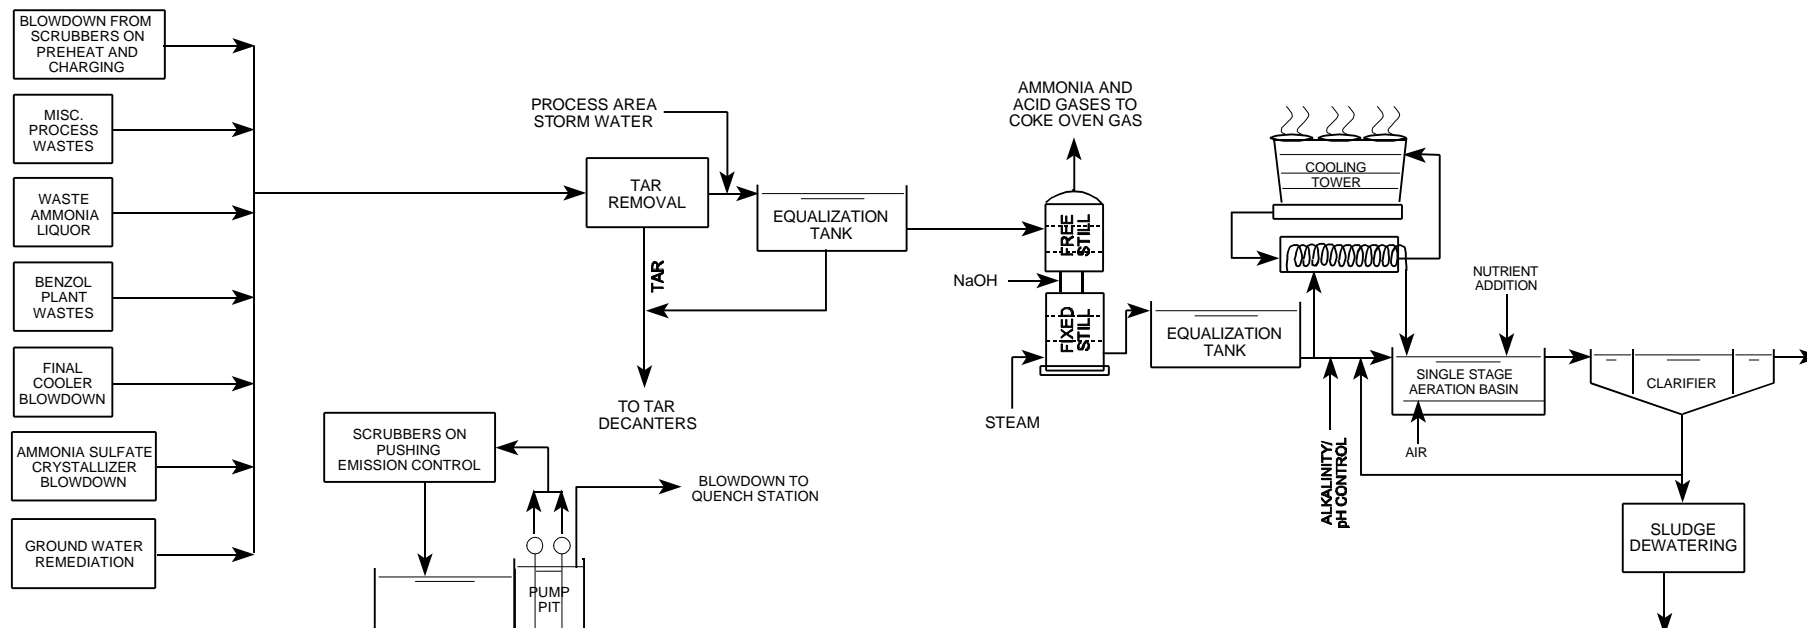 BLOWDOWN FROM
SCRUBBERS ON
PREHEAT AND
CHARGING
MISC.
PROCESS
WASTES
WASTE
AMMONIA
LIQUOR
BENZOL
PLANT
WASTES
FINAL
COOLER
BLOWDOWN
AMMONIA SULFATE
CRYSTALLIZER
BLOWDOWN
GROUND WATER
REMEDIATION
PROCESS AREA
STORM WATER
TAR
REMOVAL
EQUALIZATION
TANK
TAR
TO TAR
DECANTERS
SCRUBBERS ON
PUSHING
EMISSION CONTROL
BLOWDOWN TO
QUENCH STATION
PUMP
PIT
AMMONIA AND
ACID GASES TO
COKE OVEN GAS
FREE
STILL
NaOH
FIXED
STILL
STEAM
EQUALIZATION
TANK
COOLING
TOWER
NUTRIENT
ADDITION
SINGLE STAGE
AERATION BASIN
AIR
ALKALINITY/
pH CONTROL
CLARIFIER
SLUDGE
DEWATERING